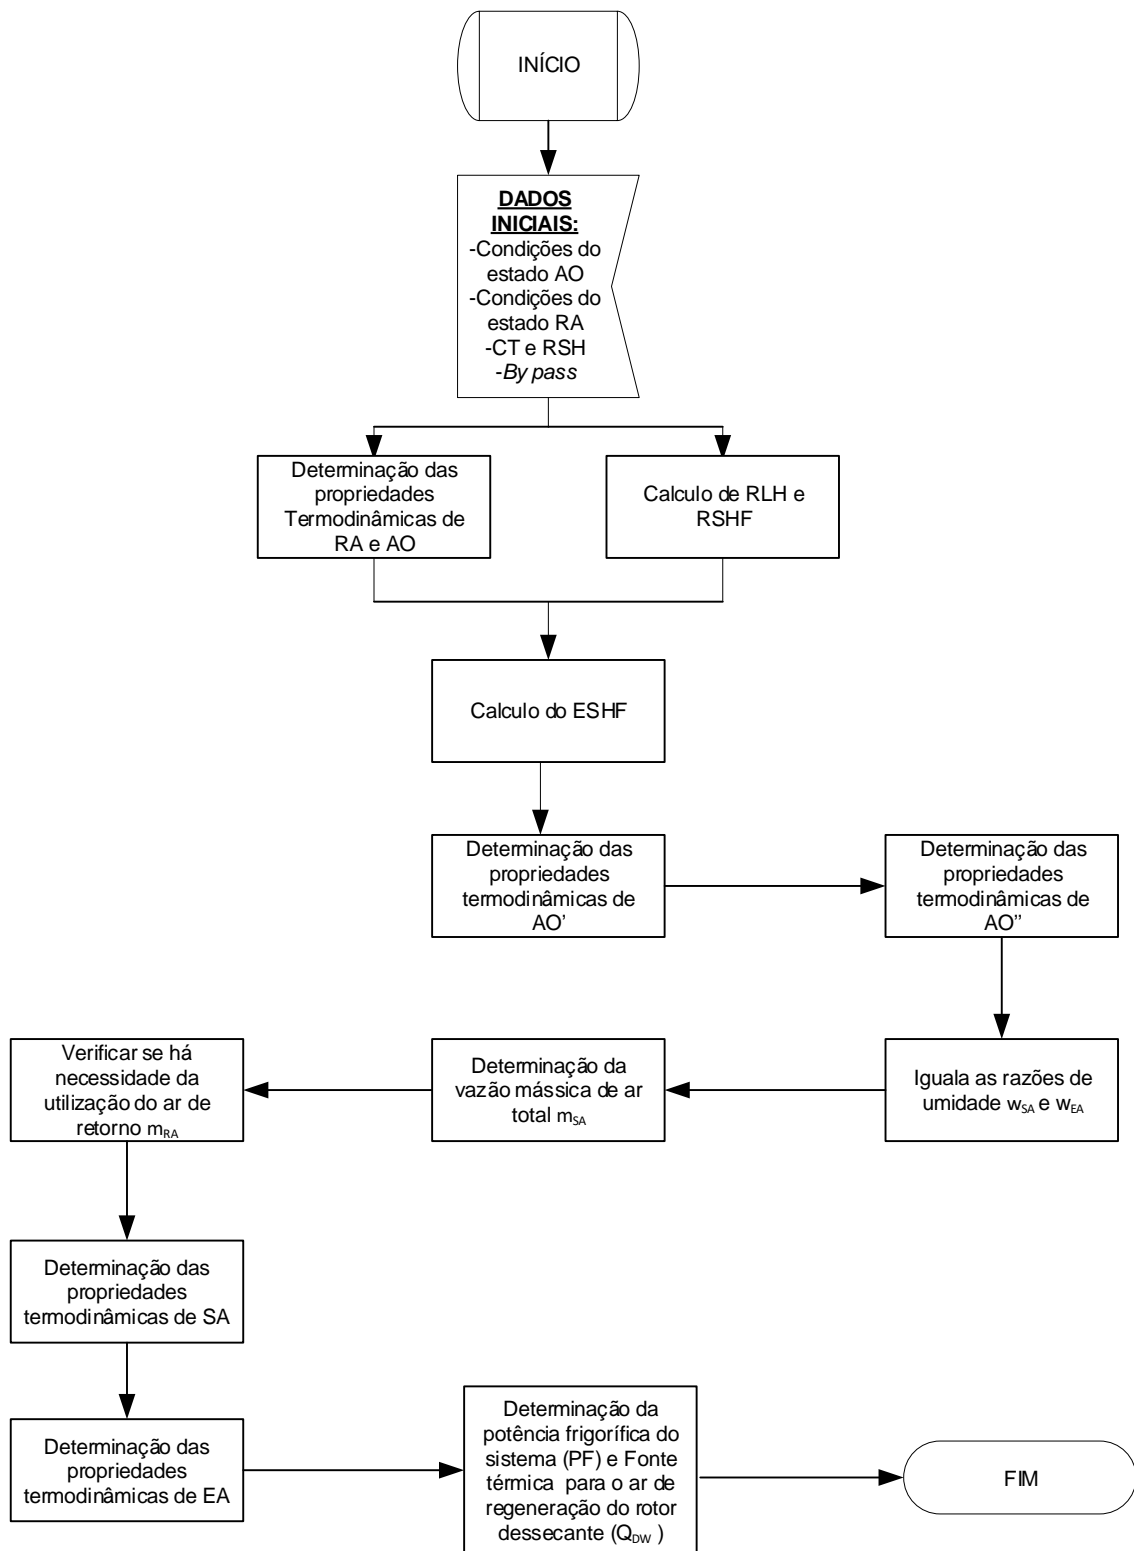 INÍCIO
DADOS
INICIAIS:
-Condições do
estado AO
-Condições do
estado RA
-CT e RSH
-By pass
Determinação das
propriedades
Termodinâmicas de
RA e AO
Calculo de RLH e
RSHF
Calculo do ESHF
Determinação das
propriedades
termodinâmicas de
AO'
Determinação das
propriedades
termodinâmicas de
AO''
Iguala as razões de
umidade wSA e wEA
Determinação da
vazão mássica de ar
total mSA
Verificar se há
necessidade da
utilização do ar de
retorno mRA
Determinação das
propriedades
termodinâmicas de SA
Determinação das
propriedades
termodinâmicas de EA
Determinação da
potência frigorífica do
sistema (PF) e Fonte
térmica para o ar de
regeneração do rotor
dessecante (QDW )
FIM